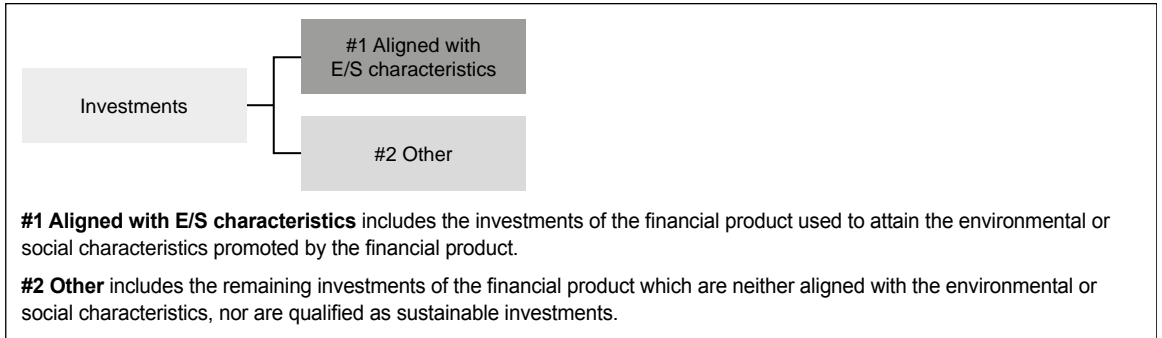 #1 Aligned with
E/S characteristics
Investments
#2 Other
#1 Aligned with E/S characteristics includes the investments of the financial product used to attain the environmental or
social characteristics promoted by the financial product.
#2 Other includes the remaining investments of the financial product which are neither aligned with the environmental or
social characteristics, nor are qualified as sustainable investments.